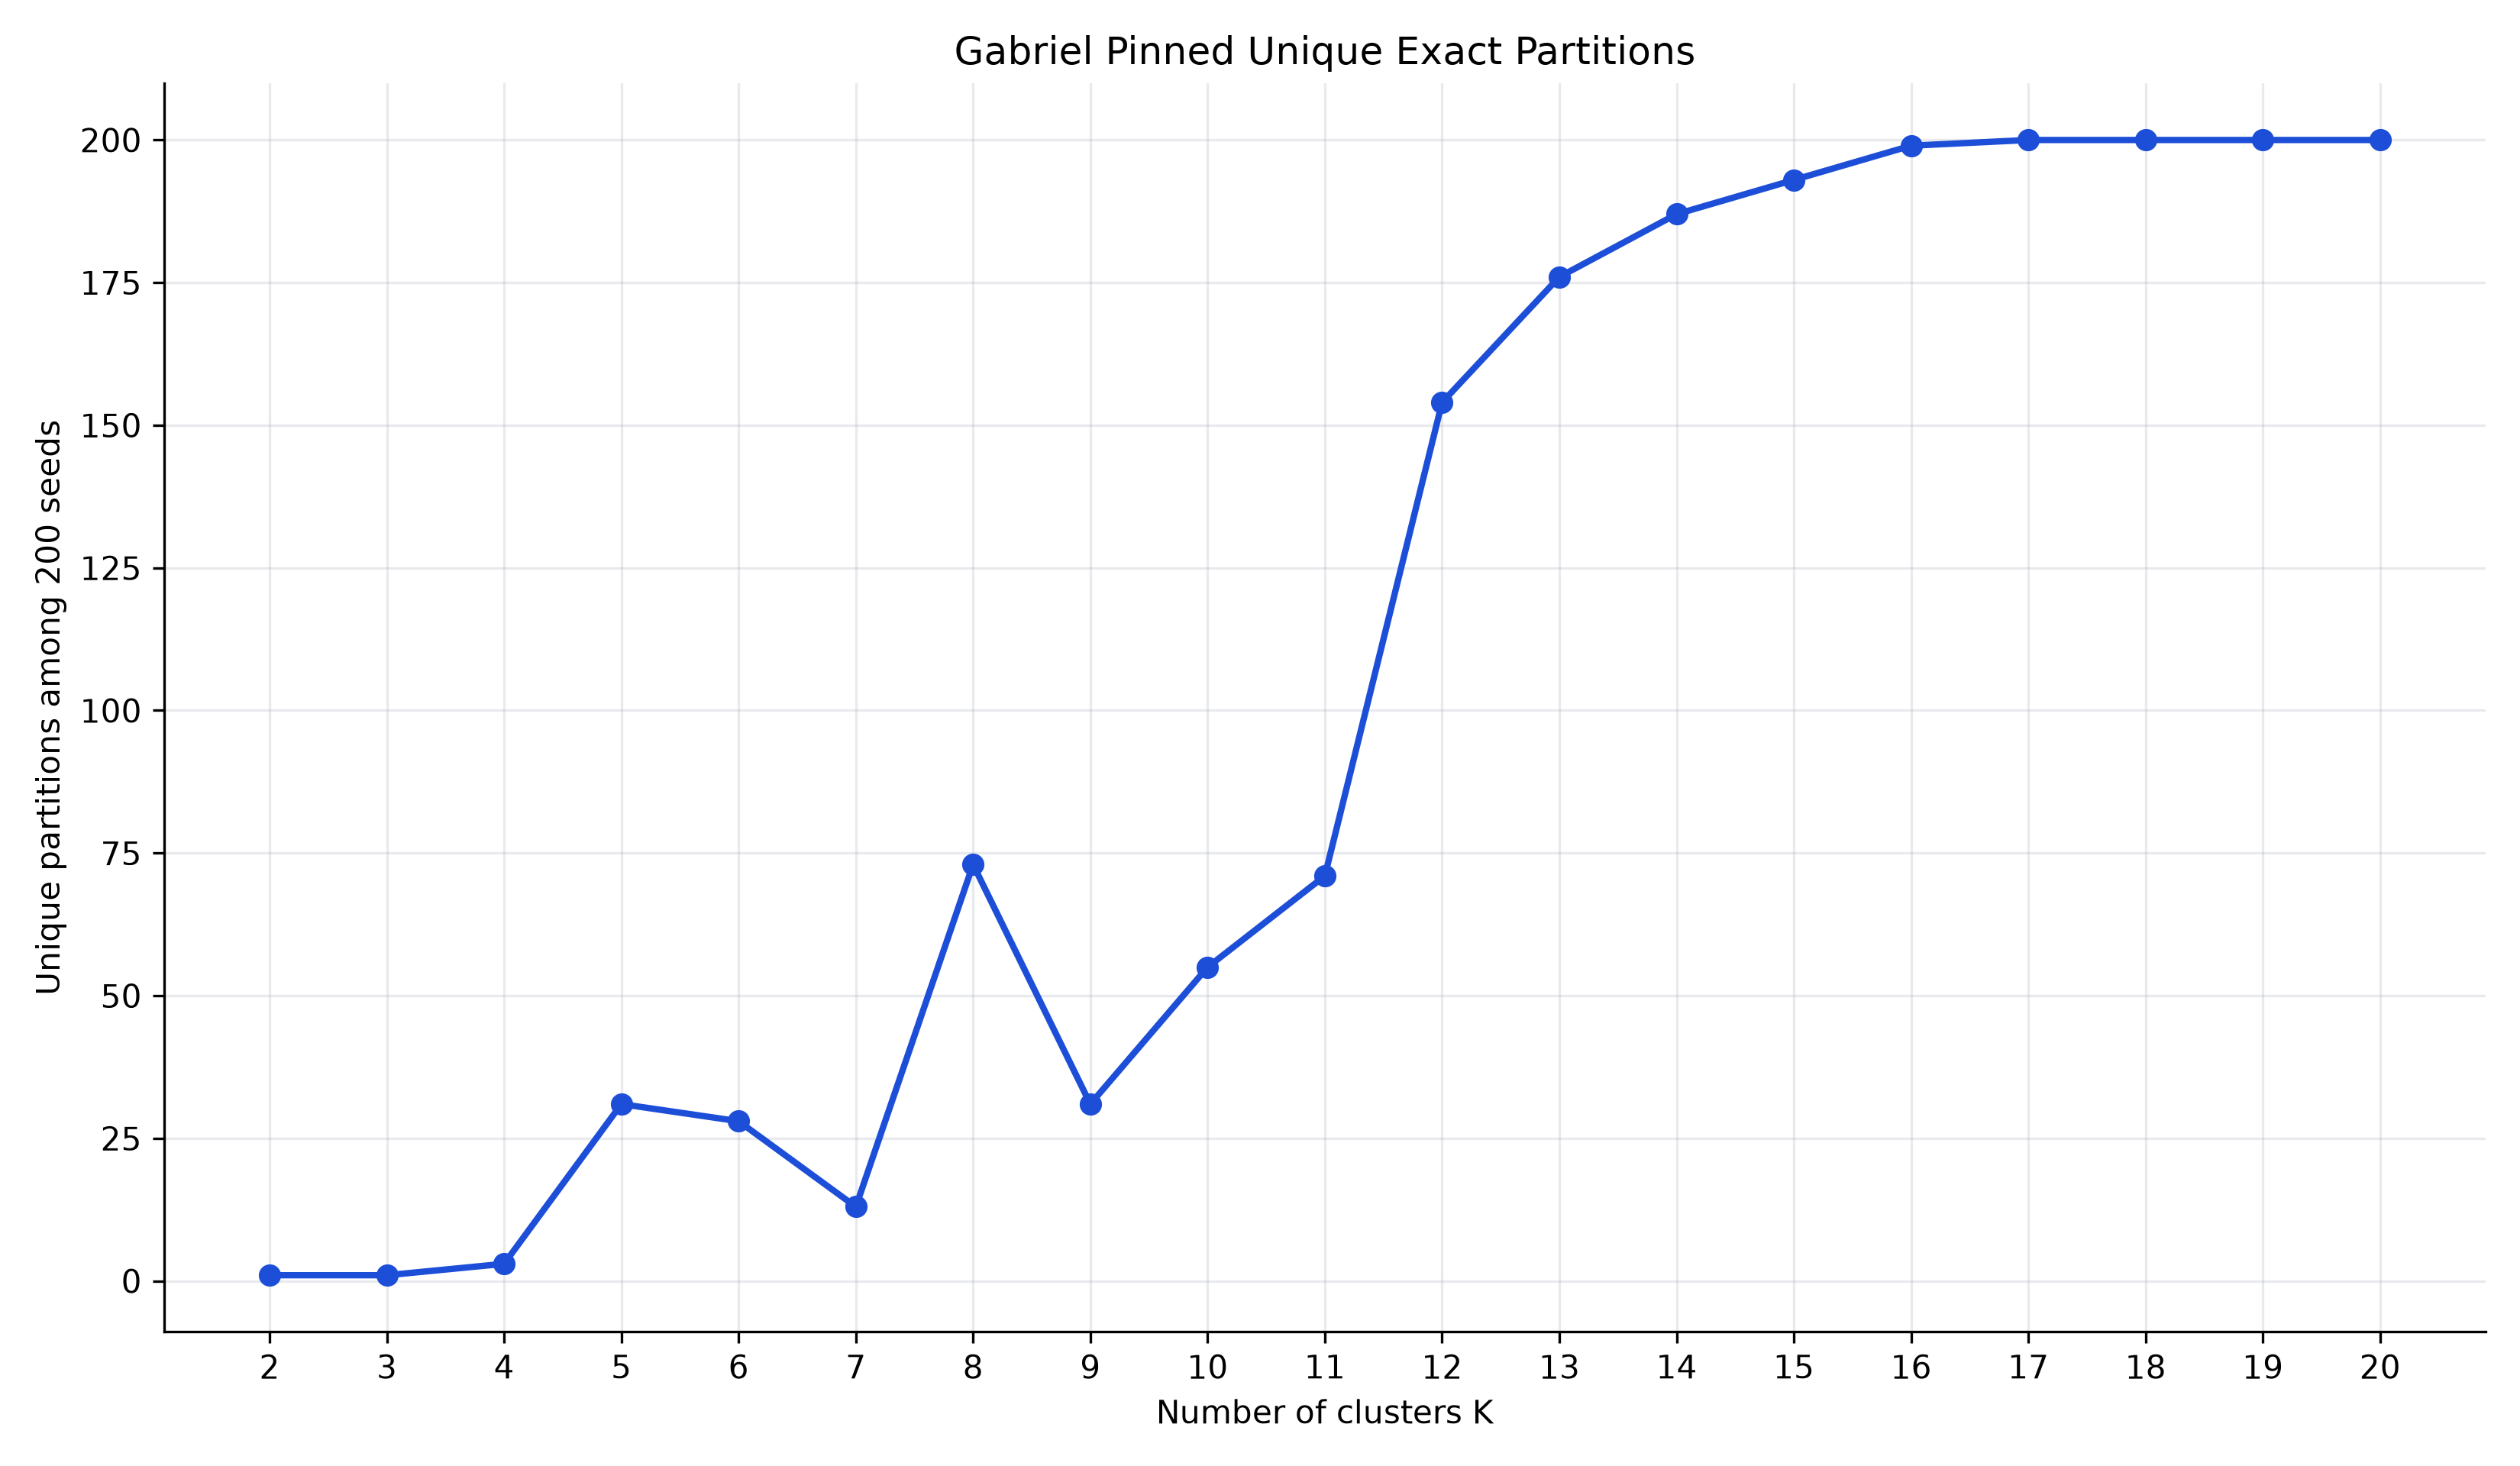 Gabriel Pinned Unique Exact Partitions
Unique partitions among 200 seeds
200
175
150
125
100
75
50
25
0
2 3 4 5 6 7 8 9 10 11 12 13 14 15 16 17 18 19 20
Number of clusters K